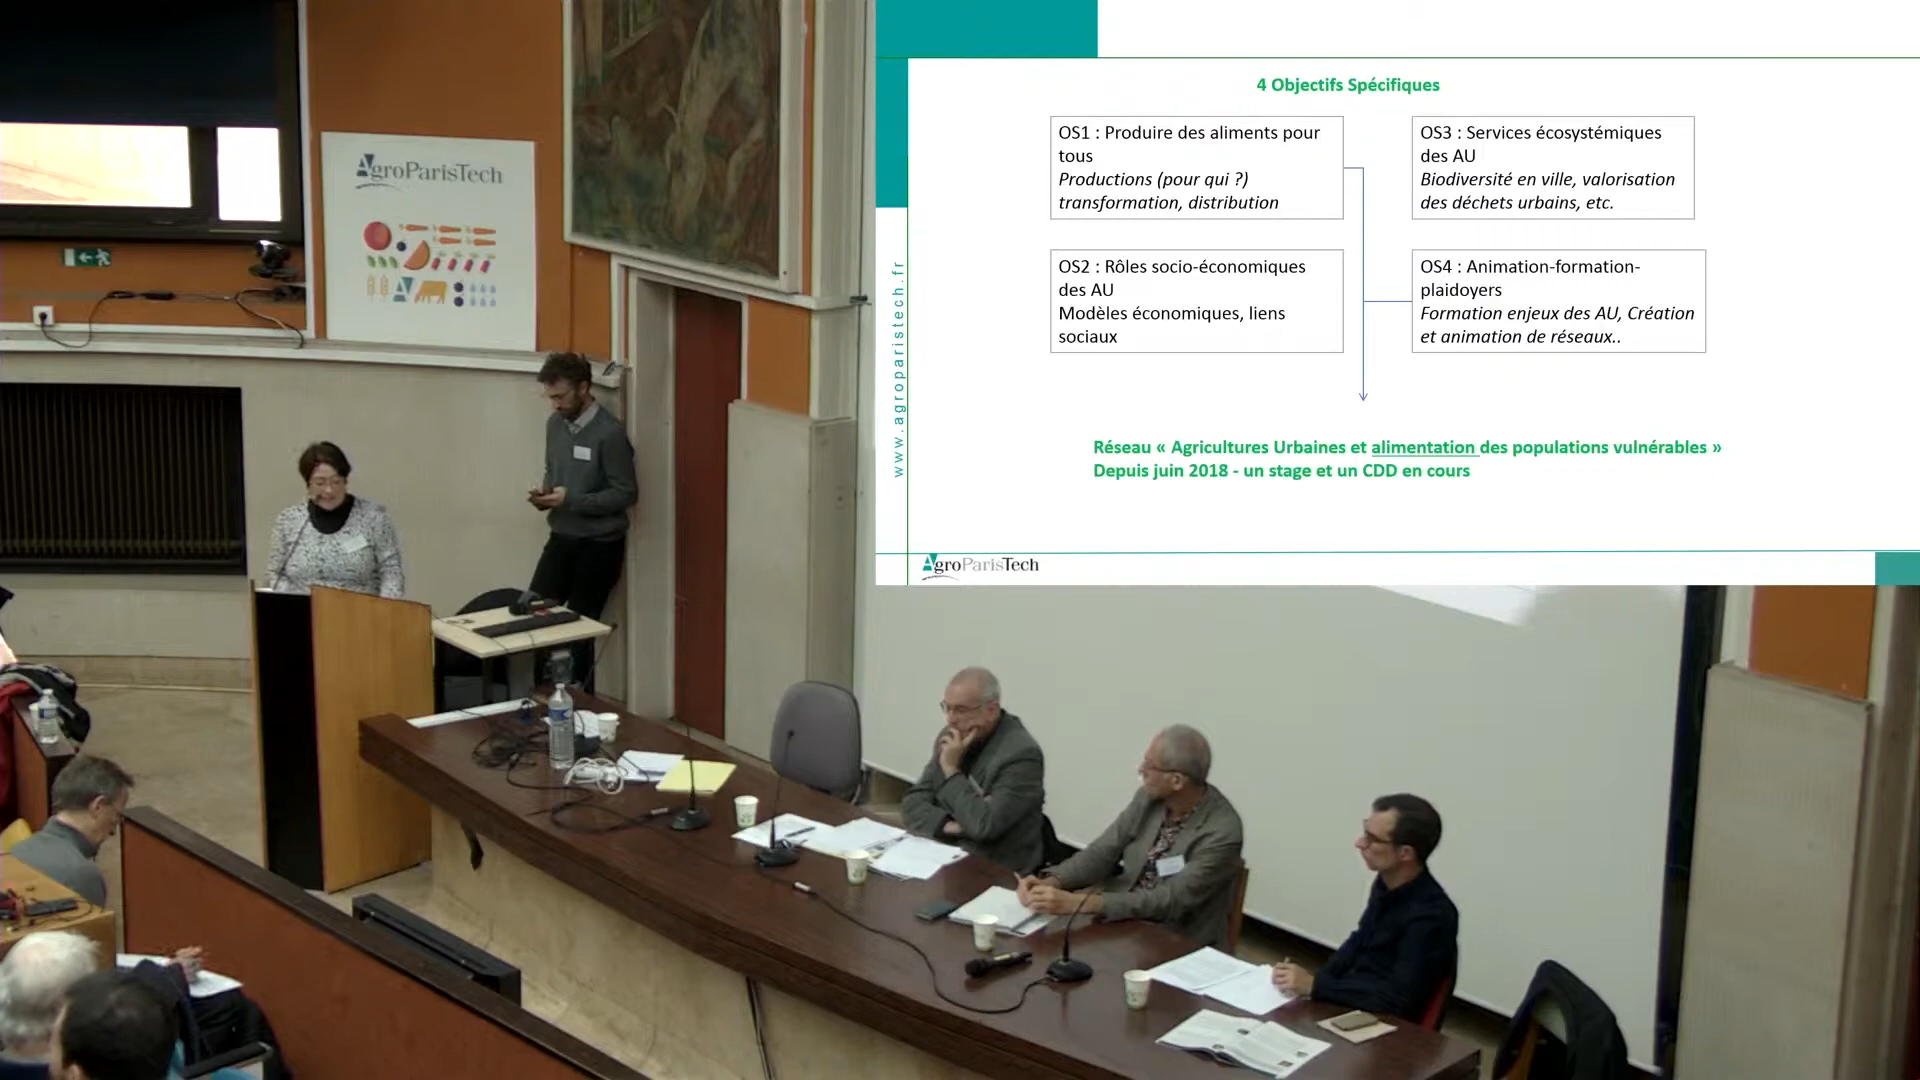 AgroParisTech
4 Objectifs Spécifiques
OS1 : Produire des aliments pour
tous
Productions (pour qui ?)
transformation, distribution
OS3 : Services écosystémiques
des AU
Biodiversité en ville, valorisation
des déchets urbains, etc.
OS2 : Rôles socio-économiques
des AU
Modèles économiques, liens
sociaux
OS4 : Animation-formation-
plaidoyers
Formation enjeux des AU, Création
et animation de réseaux..
Réseau « Agricultures Urbaines et alimentation des populations vulnérables »
Depuis juin 2018 - un stage et un CDD en cours
www.agroparistech.fr
AgroParisTech